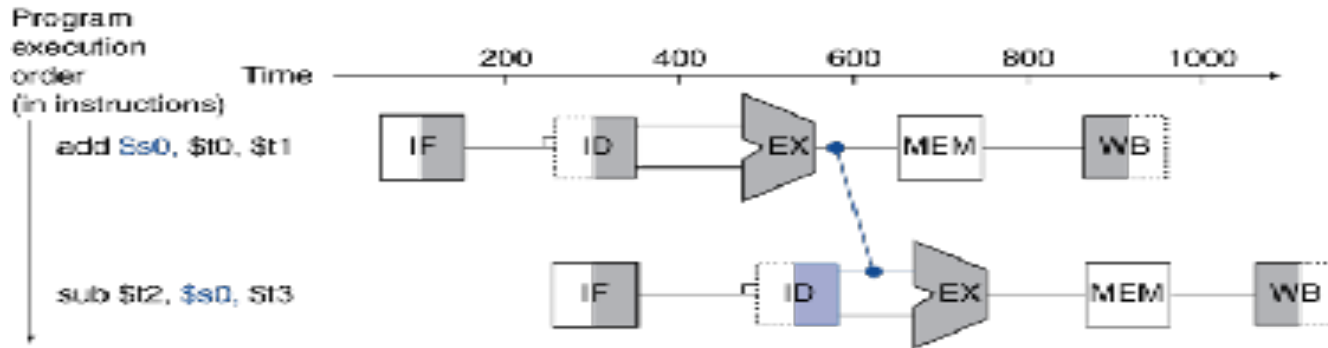 Program
execution
order
(in instructions)
Time
200 400 600 800 1000
add $s0, $t0, $t1
IF ID EX MEM WB
sub $t2, $s0, $t3
IF ID EX MEM WB